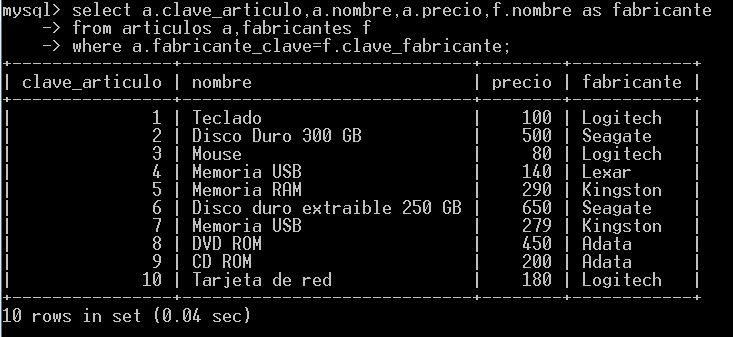 mysql> select a.clave_articulo,a.nombre,a.precio,f.nombre as fabricante
    -> from articulos a,fabricantes f
    -> where a.fabricante_clave=f.clave_fabricante;
+----------------+----------------------------+--------+------------+
| clave_articulo | nombre                     | precio | fabricante |
+----------------+----------------------------+--------+------------+
|              1 | Teclado                    |    100 | Logitech   |
|              2 | Disco Duro 300 GB          |    500 | Seagate    |
|              3 | Mouse                      |     80 | Logitech   |
|              4 | Memoria USB                |    140 | Lexar      |
|              5 | Memoria RAM                |    290 | Kingston   |
|              6 | Disco duro extraible 250 GB |    650 | Seagate    |
|              7 | Memoria USB                |    279 | Kingston   |
|              8 | DVD ROM                    |    450 | Adata      |
|              9 | CD ROM                     |    200 | Adata      |
|             10 | Tarjeta de red             |    180 | Logitech   |
+----------------+----------------------------+--------+------------+
10 rows in set (0.04 sec)